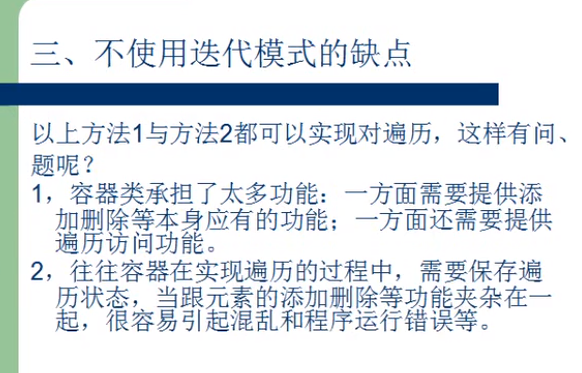 三、不使用迭代模式的缺点
以上方法1与方法2都可以实现对遍历，这样有问、
题呢？
1，容器类承担了太多功能：一方面需要提供添
加删除等本身应有的功能；一方面还需要提供
遍历访问功能。
2，往往容器在实现遍历的过程中，需要保存遍
历状态，当跟元素的添加删除等功能夹杂在一
起，很容易引起混乱和程序运行错误等。